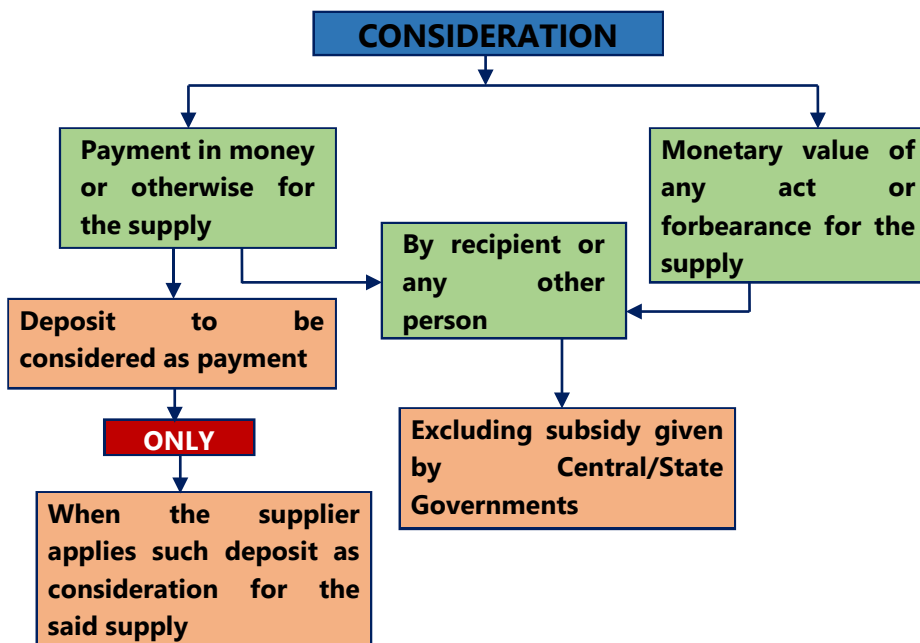 CONSIDERATION
Payment in money
or otherwise for
the supply
Monetary value of
any act or
forbearance for the
supply
By recipient or
any other
person
Deposit to be
considered as payment
ONLY
When the supplier
applies such deposit as
consideration for the
said supply
Excluding subsidy given
by Central/State
Governments